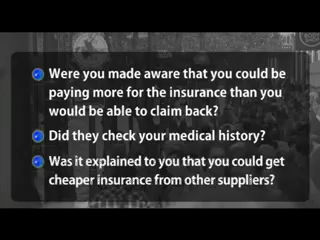 Were you made aware that you could be
paying more for the insurance than you
would be able to claim back?
Did they check your medical history?
Was it explained to you that you could get
cheaper insurance from other suppliers?